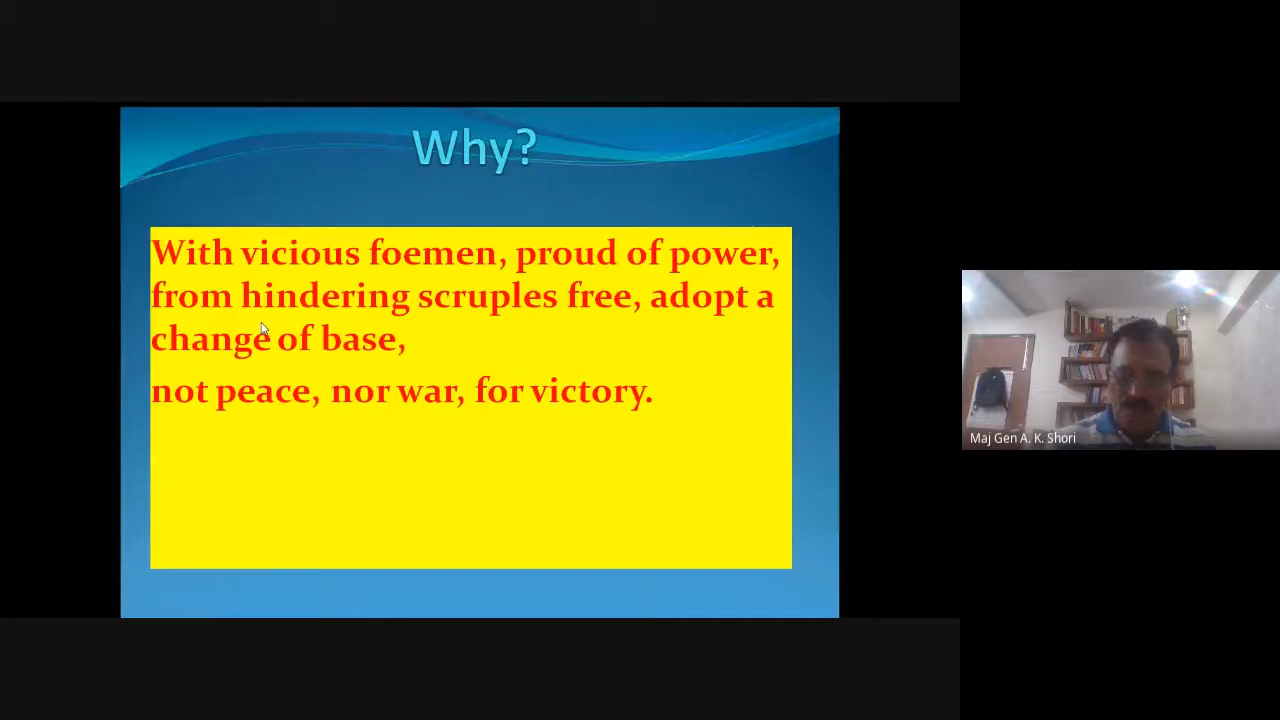 Why?
With vicious foemen, proud of power,
from hindering scruples free, adopt a
change of base,
not peace, nor war, for victory.
Maj Gen A. K. Shori